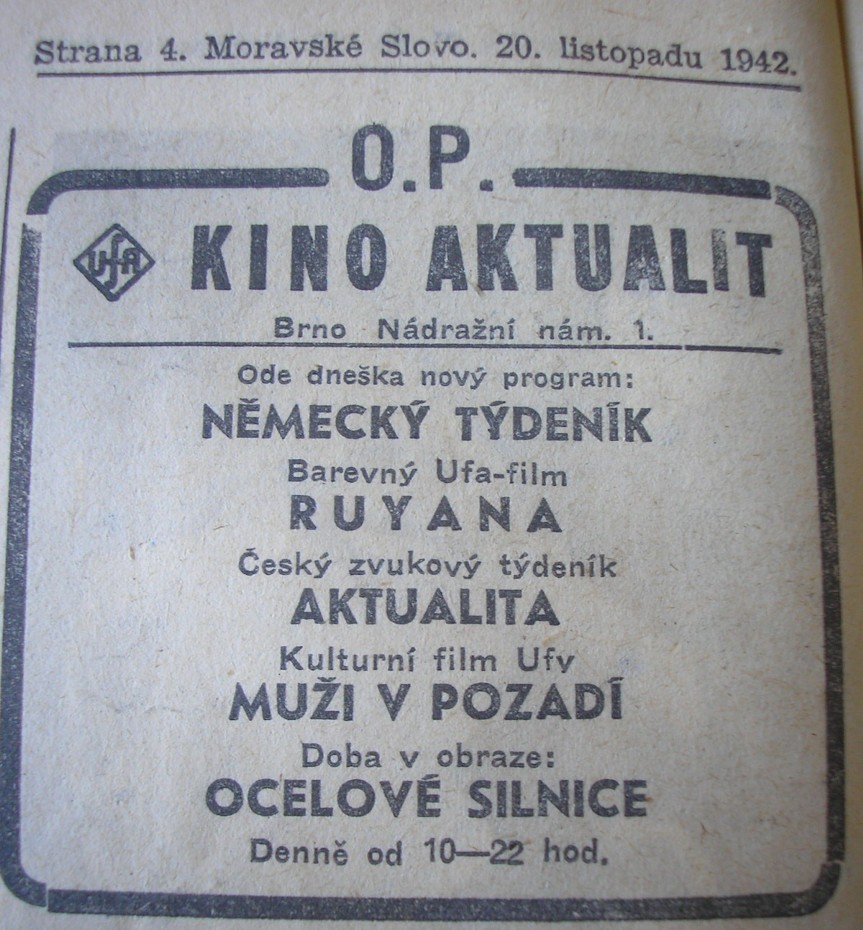 Strana 4. Moravské Slovo. 20. listopadu 1942.
O.P.
UfA
KINO AKTUALIT
Brno Nádražní nám. 1.
Ode dneška nový program:
NĚMECKÝ TÝDENÍK
Barevný Ufa-film
RUYANA
Český zvukový týdeník
AKTUALITA
Kulturní film Ufy
MUŽI V POZADÍ
Doba v obraze:
OCELOVÉ SILNICE
Denně od 10—22 hod.